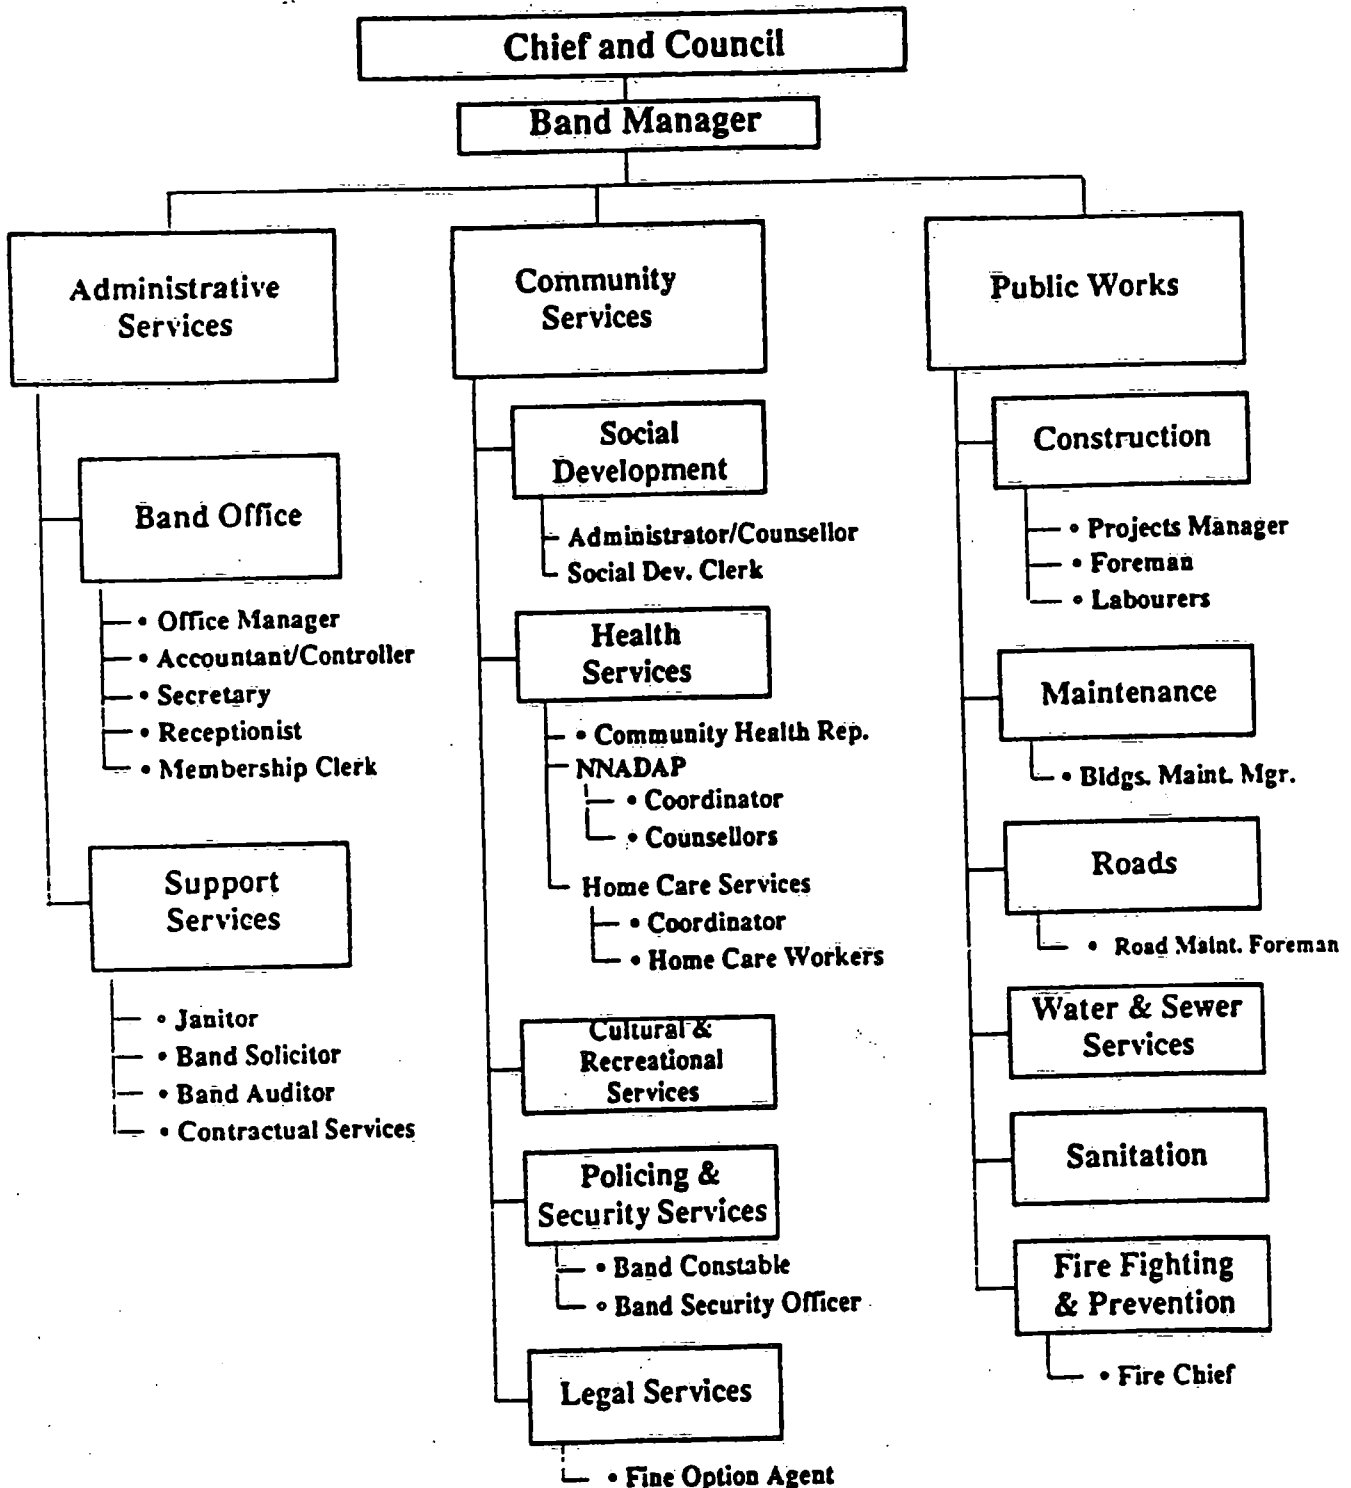 Chief and Council
Band Manager
Administrative
Services
Band Office
• Office Manager
• Accountant/Controller
• Secretary
• Receptionist
• Membership Clerk
Support
Services
• Janitor
• Band Solicitor
• Band Auditor
• Contractual Services
Community
Services
Social
Development
Administrator/Counsellor
Social Dev. Clerk
Health
Services
• Community Health Rep.
NNADAP
• Coordinator
• Counsellors
Home Care Services
• Coordinator
• Home Care Workers
Cultural &
Recreational
Services
Policing &
Security Services
• Band Constable
• Band Security Officer
Legal Services
• Fine Option Agent
Public Works
Construction
• Projects Manager
• Foreman
• Labourers
Maintenance
• Bldgs. Maint. Mgr.
Roads
• Road Maint. Foreman
Water & Sewer
Services
Sanitation
Fire Fighting
& Prevention
• Fire Chief